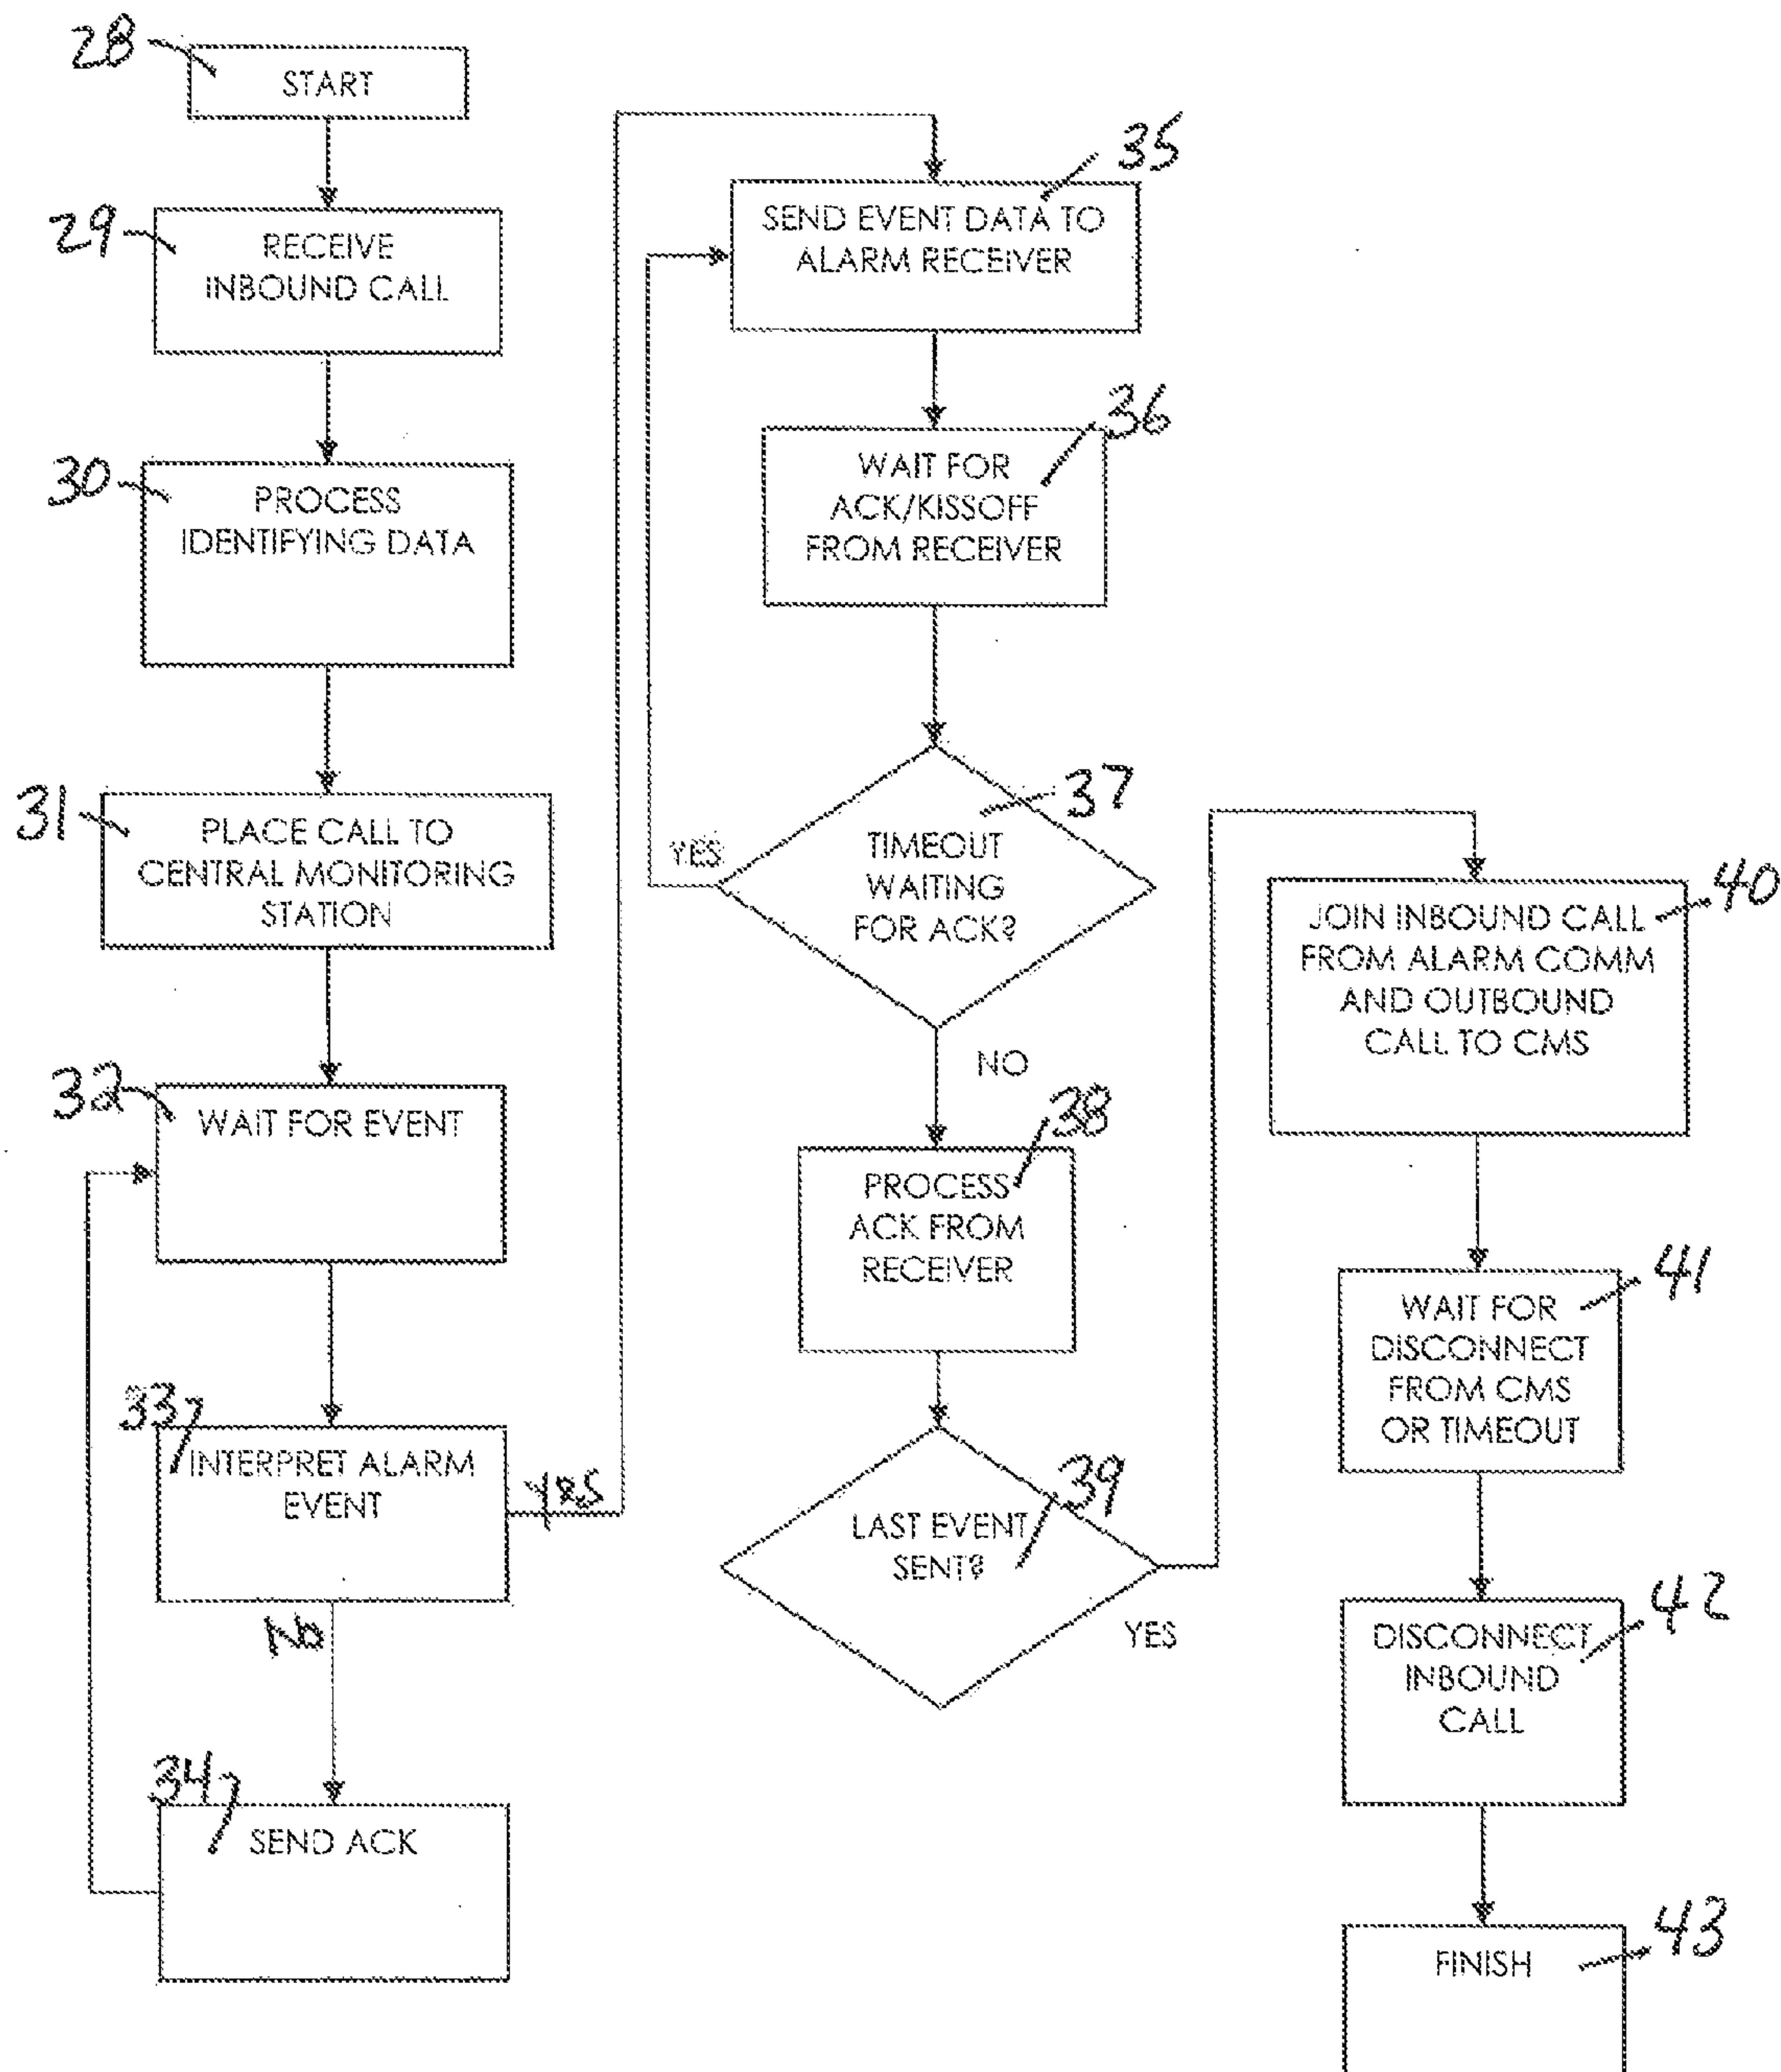 28
START
29
RECEIVE
INBOUND CALL
30
PROCESS
IDENTIFYING DATA
31
PLACE CALL TO
CENTRAL MONITORING
STATION
32
WAIT FOR EVENT
33
INTERPRET ALARM
EVENT
Yes
No
34
SEND ACK
35
SEND EVENT DATA TO
ALARM RECEIVER
36
WAIT FOR
ACK/KISSOFF
FROM RECEIVER
37
TIMEOUT
WAITING
FOR ACK?
YES
NO
38
PROCESS
ACK FROM
RECEIVER
39
LAST EVENT
SENT?
YES
40
JOIN INBOUND CALL
FROM ALARM COMM
AND OUTBOUND
CALL TO CMS
41
WAIT FOR
DISCONNECT
FROM CMS
OR TIMEOUT
42
DISCONNECT
INBOUND
CALL
43
FINISH